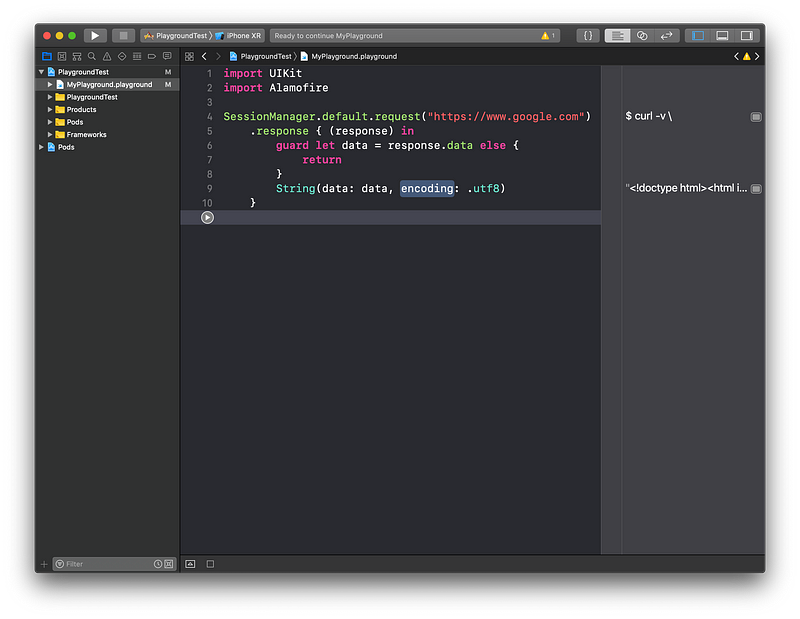 PlaygroundTest 〉 iPhone XR
Ready to continue MyPlayground
1
{ }
PlaygroundTest M
MyPlayground.playground M
PlaygroundTest
Products
Pods
Frameworks
Pods
Filter
PlaygroundTest 〉 MyPlayground.playground
1 import UIKit
2 import Alamofire
3
4 SessionManager.default.request("https://www.google.com")
5 .response { (response) in
6 guard let data = response.data else {
7 return
8 }
9 String(data: data, encoding: .utf8)
10 }
$ curl -v \
"<!doctype html><html i...